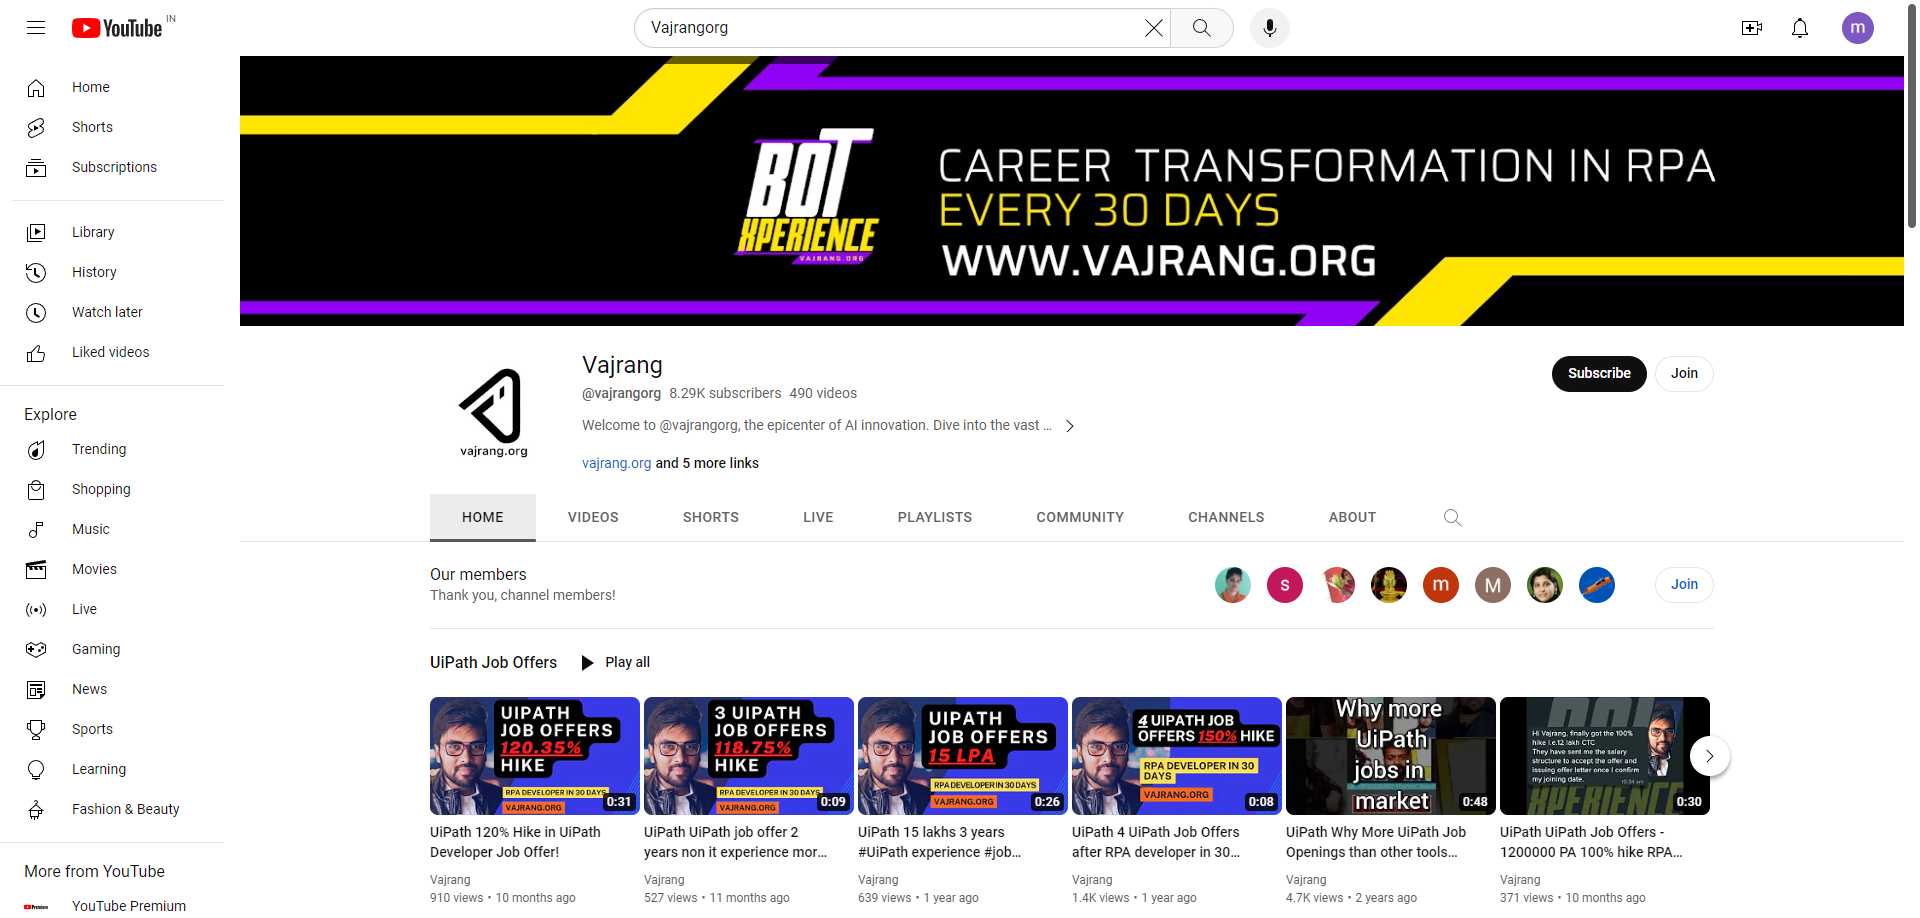 YouTube IN
Vajrangorg
m
Home
Shorts
Subscriptions
Library
History
Watch later
Liked videos
Explore
Trending
Shopping
Music
Movies
Live
Gaming
News
Sports
Learning
Fashion & Beauty
More from YouTube
YouTube Premium
BOT
XPERIENCE
VAJRANG.ORG
CAREER TRANSFORMATION IN RPA
EVERY 30 DAYS
WWW.VAJRANG.ORG
vajrang.org
Vajrang
@vajrangorg 8.29K subscribers 490 videos
Welcome to @vajrangorg, the epicenter of AI innovation. Dive into the vast ...
vajrang.org and 5 more links
Subscribe
Join
HOME VIDEOS SHORTS LIVE PLAYLISTS COMMUNITY CHANNELS ABOUT
Our members
Thank you, channel members!
s m M
Join
UiPath Job Offers Play all
UIPATH
JOB OFFERS
120.35%
HIKE
RPA DEVELOPER IN 30 DAYS
VAJRANG.ORG
0:31
UiPath 120% Hike in UiPath
Developer Job Offer!
Vajrang
910 views • 10 months ago
3 UIPATH
JOB OFFERS
118.75%
HIKE
RPA DEVELOPER IN 30 DAYS
VAJRANG.ORG
0:09
UiPath UiPath job offer 2
years non it experience mor...
Vajrang
527 views • 11 months ago
UIPATH
JOB OFFERS
15 LPA
RPA DEVELOPER IN 30 DAYS
VAJRANG.ORG
0:26
UiPath 15 lakhs 3 years
#UiPath experience #job...
Vajrang
639 views • 1 year ago
4 UIPATH JOB
OFFERS 150% HIKE
RPA DEVELOPER IN 30
DAYS
VAJRANG.ORG
0:08
UiPath 4 UiPath Job Offers
after RPA developer in 30...
Vajrang
1.4K views • 1 year ago
Why more
UiPath
jobs in
market
0:48
UiPath Why More UiPath Job
Openings than other tools...
Vajrang
4.7K views • 2 years ago
Hi Vajrang, finally got the 100%
hike i.e.12 lakh CTC
They have sent me the salary
structure to accept the offer and
issuing offer letter once I confirm
my joining date.
XPERIENCE
0:30
UiPath UiPath Job Offers -
1200000 PA 100% hike RPA...
Vajrang
371 views • 10 months ago